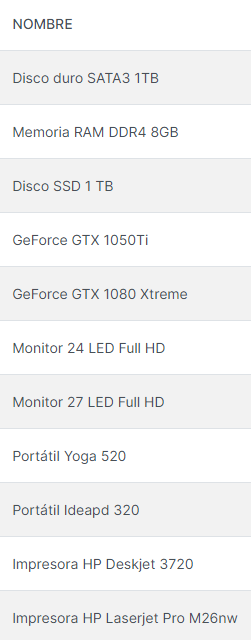 NOMBRE
Disco duro SATA3 1TB
Memoria RAM DDR4 8GB
Disco SSD 1 TB
GeForce GTX 1050Ti
GeForce GTX 1080 Xtreme
Monitor 24 LED Full HD
Monitor 27 LED Full HD
Portátil Yoga 520
Portátil Ideapd 320
Impresora HP Deskjet 3720
Impresora HP Laserjet Pro M26nw